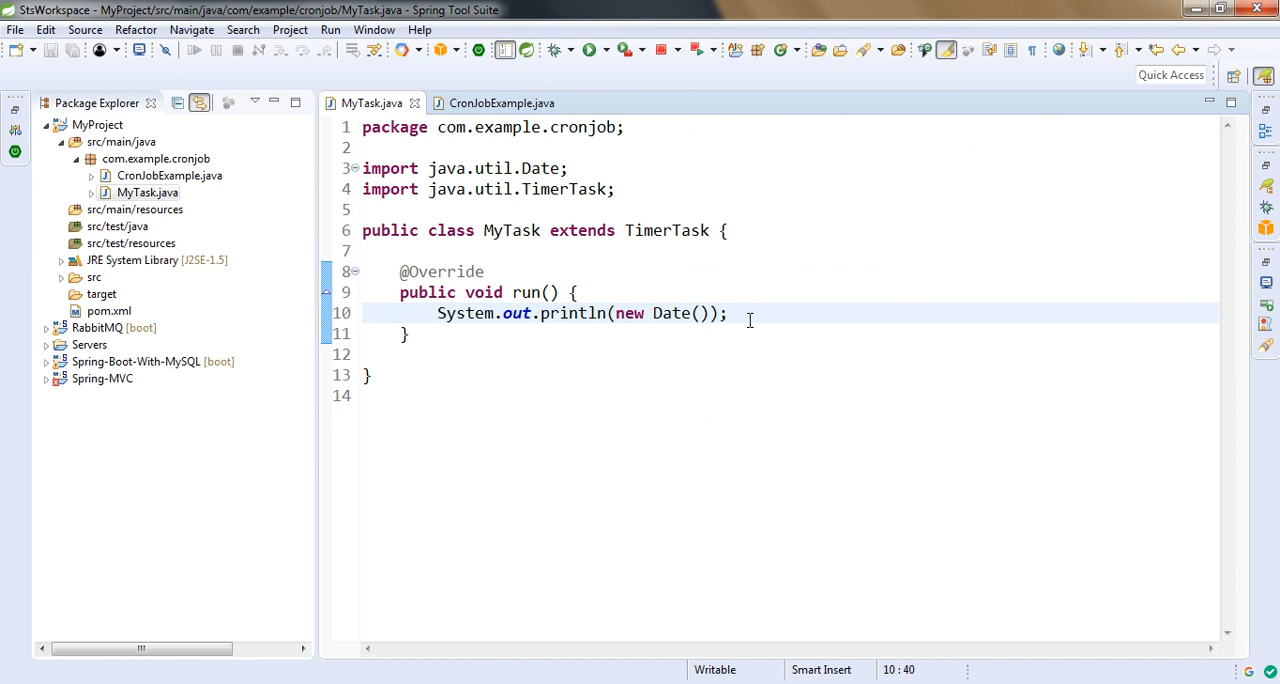 StsWorkspace - MyProject/src/main/java/com/example/cronjob/MyTask.java - Spring Tool Suite
File Edit Source Refactor Navigate Search Project Run Window Help
Quick Access
Package Explorer
MyProject
src/main/java
com.example.cronjob
CronJobExample.java
MyTask.java
src/main/resources
src/test/java
src/test/resources
JRE System Library [J2SE-1.5]
src
target
pom.xml
RabbitMQ [boot]
Servers
Spring-Boot-With-MySQL [boot]
Spring-MVC
MyTask.java CronJobExample.java
1 package com.example.cronjob;
2
3 import java.util.Date;
4 import java.util.TimerTask;
5
6 public class MyTask extends TimerTask {
7
8 @Override
9 public void run() {
10 System.out.println(new Date());
11 }
12
13 }
14
Writable Smart Insert 10 : 40